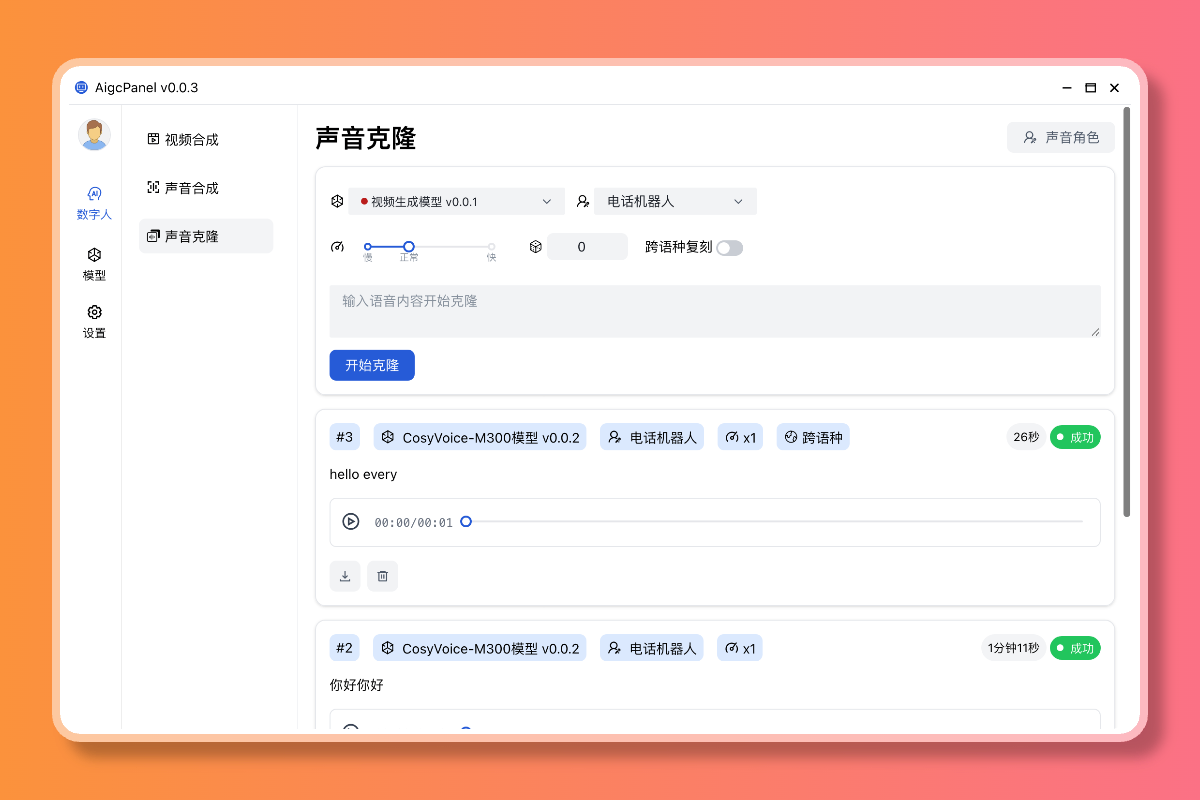 AigcPanel v0.0.3
数字人
模型
设置
视频合成
声音合成
声音克隆
声音克隆
声音角色
视频生成模型 v0.0.1
电话机器人
慢
正常
快
0
跨语种复刻
输入语音内容开始克隆
开始克隆
#3
CosyVoice-M300模型 v0.0.2
电话机器人
x1
跨语种
26秒
成功
hello every
00:00/00:01
#2
CosyVoice-M300模型 v0.0.2
电话机器人
x1
1分钟11秒
成功
你好你好